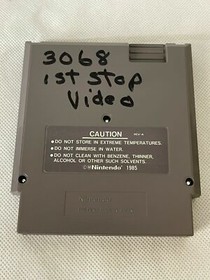 3068
1st Stop
Video
CAUTION
●DO NOT STORE IN EXTREME TEMPERATURES.
●DO NOT IMMERSE IN WATER.
●DO NOT CLEAN WITH BENZENE, THINNER,
ALCOHOL OR OTHER SUCH SOLVENTS.
©Nintendo 1985